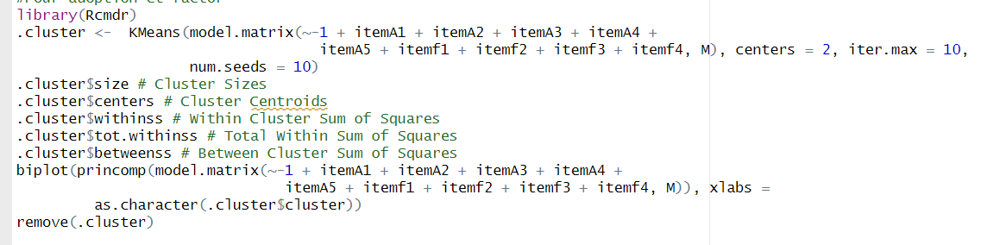 #Pour adoption et factor
library(Rcmdr)
.cluster <-  KMeans(model.matrix(~-1 + itemA1 + itemA2 + itemA3 + itemA4 +
itemA5 + itemf1 + itemf2 + itemf3 + itemf4, M), centers = 2, iter.max = 10,
num.seeds = 10)
.cluster$size # Cluster Sizes
.cluster$centers # Cluster Centroids
.cluster$withinss # Within Cluster Sum of Squares
.cluster$tot.withinss # Total Within Sum of Squares
.cluster$betweenss # Between Cluster Sum of Squares
biplot(princomp(model.matrix(~-1 + itemA1 + itemA2 + itemA3 + itemA4 +
itemA5 + itemf1 + itemf2 + itemf3 + itemf4, M)), xlabs =
as.character(.cluster$cluster))
remove(.cluster)